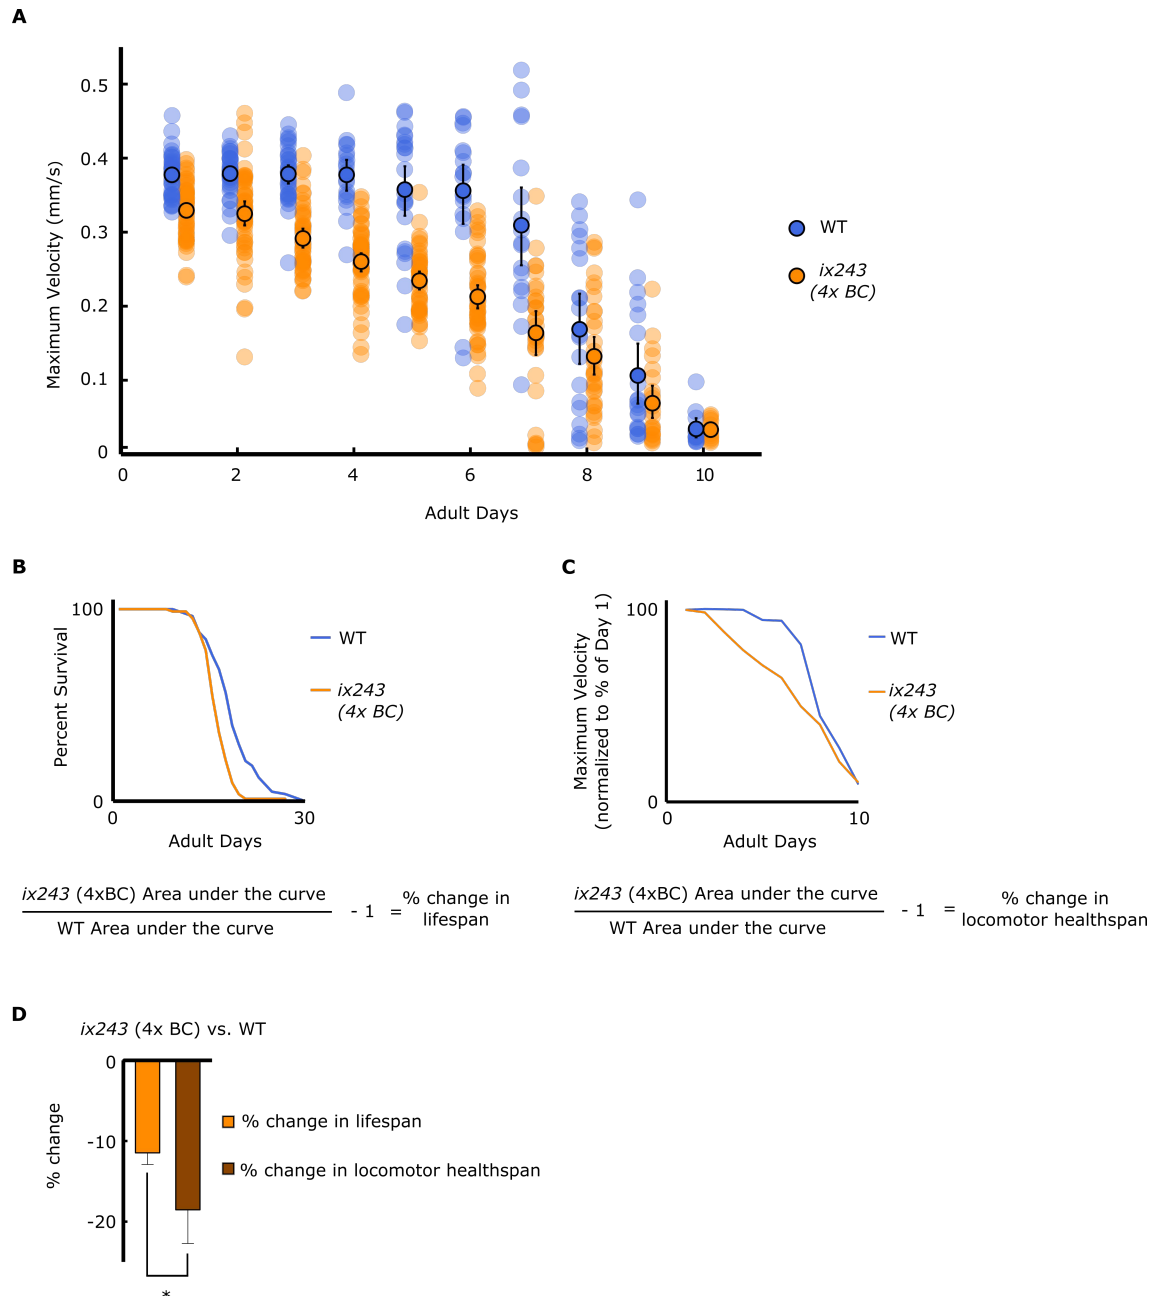 A
Maximum Velocity (mm/s)
0.5
0.4
0.3
0.2
0.1
0
0 2 4 6 8 10
Adult Days
WT
ix243
(4x BC)
B
Percent Survival
100
0
0 30
Adult Days
WT
ix243
(4x BC)
ix243 (4xBC) Area under the curve
WT Area under the curve
- 1 =
% change in
lifespan
C
Maximum Velocity
(normalized to % of Day 1)
100
0
0 10
Adult Days
WT
ix243
(4x BC)
ix243 (4xBC) Area under the curve
WT Area under the curve
- 1 =
% change in
locomotor healthspan
D
ix243 (4x BC) vs. WT
% change
0
-10
-20
% change in lifespan
% change in locomotor healthspan
*